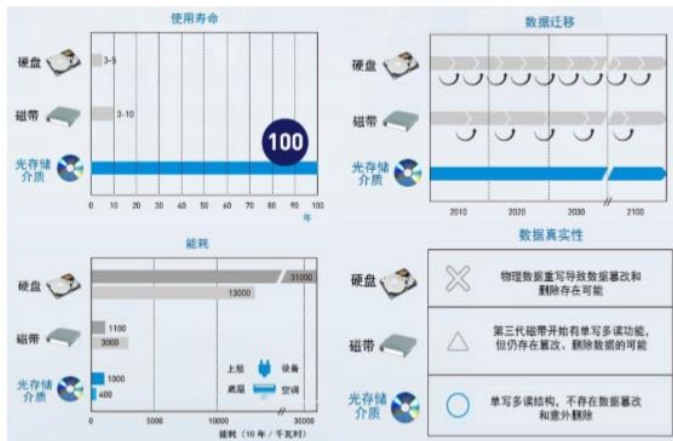 使用寿命
硬盘
3-5
磁带
3-10
100
光存储
介质
0 10 20 30 40 50 60 70 80 90 100
年
数据迁移
硬盘
磁带
光存储
介质
2010 2020 2030 2100
能耗
硬盘
31000
13000
磁带
1100
3000
上层 设备
底层 空调
光存储
介质
1000
400
0 5000 10000 15000 30000
能耗（10 年 / 千瓦时）
数据真实性
硬盘
物理数据重写导致数据篡改和
删除存在可能
磁带
第三代磁带开始有单写多读功能，
但仍存在篡改、删除数据的可能
光存储
介质
单写多读结构，不存在数据篡改
和意外删除